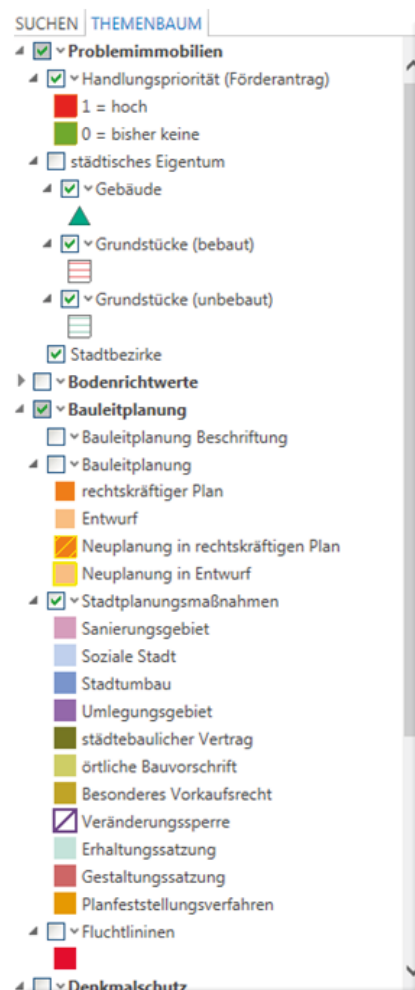 SUCHEN THEMENBAUM
Problemimmobilien
Handlungspriorität (Förderantrag)
1 = hoch
0 = bisher keine
städtisches Eigentum
Gebäude
Grundstücke (bebaut)
Grundstücke (unbebaut)
Stadtbezirke
Bodenrichtwerte
Bauleitplanung
Bauleitplanung Beschriftung
Bauleitplanung
rechtskräftiger Plan
Entwurf
Neuplanung in rechtskräftigen Plan
Neuplanung in Entwurf
Stadtplanungsmaßnahmen
Sanierungsgebiet
Soziale Stadt
Stadtumbau
Umlegungsgebiet
städtebaulicher Vertrag
örtliche Bauvorschrift
Besonderes Vorkaufsrecht
Veränderungssperre
Erhaltungssatzung
Gestaltungssatzung
Planfeststellungsverfahren
Fluchtlininen
Denkmalschutz